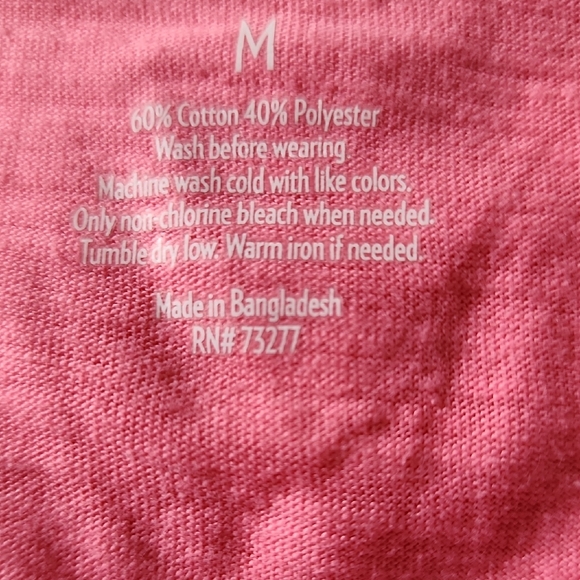 M
60% Cotton 40% Polyester
Wash before wearing
Machine wash cold with like colors.
Only non-chlorine bleach when needed.
Tumble dry low. Warm iron if needed.
Made in Bangladesh
RN# 73277